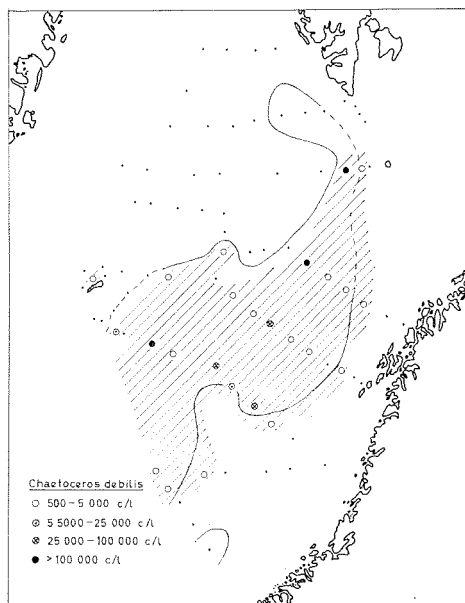 Chaetoceros debilis
○ 500–5 000 c/l
⊙ 5 5000–25 000 c/l
⊗ 25 000–100 000 c/l
● > 100 000 c/l